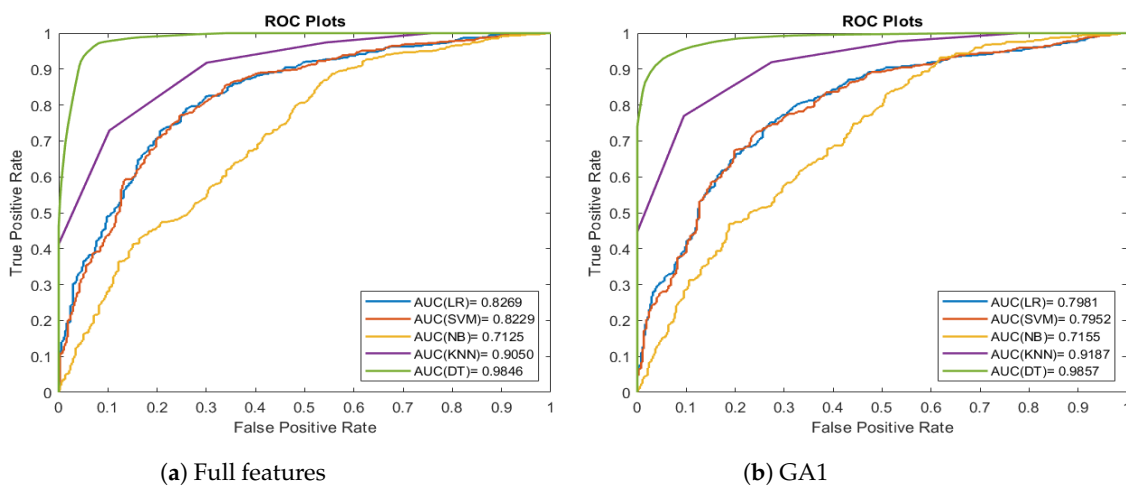 ROC Plots
1
0.9
0.8
0.7
0.6
0.5
0.4
0.3
0.2
0.1
0
True Positive Rate
AUC(LR)= 0.8269
AUC(SVM)= 0.8229
AUC(NB)= 0.7125
AUC(KNN)= 0.9050
AUC(DT)= 0.9846
0 0.1 0.2 0.3 0.4 0.5 0.6 0.7 0.8 0.9 1
False Positive Rate
(a) Full features
ROC Plots
1
0.9
0.8
0.7
0.6
0.5
0.4
0.3
0.2
0.1
0
True Positive Rate
AUC(LR)= 0.7981
AUC(SVM)= 0.7952
AUC(NB)= 0.7155
AUC(KNN)= 0.9187
AUC(DT)= 0.9857
0 0.1 0.2 0.3 0.4 0.5 0.6 0.7 0.8 0.9 1
False Positive Rate
(b) GA1